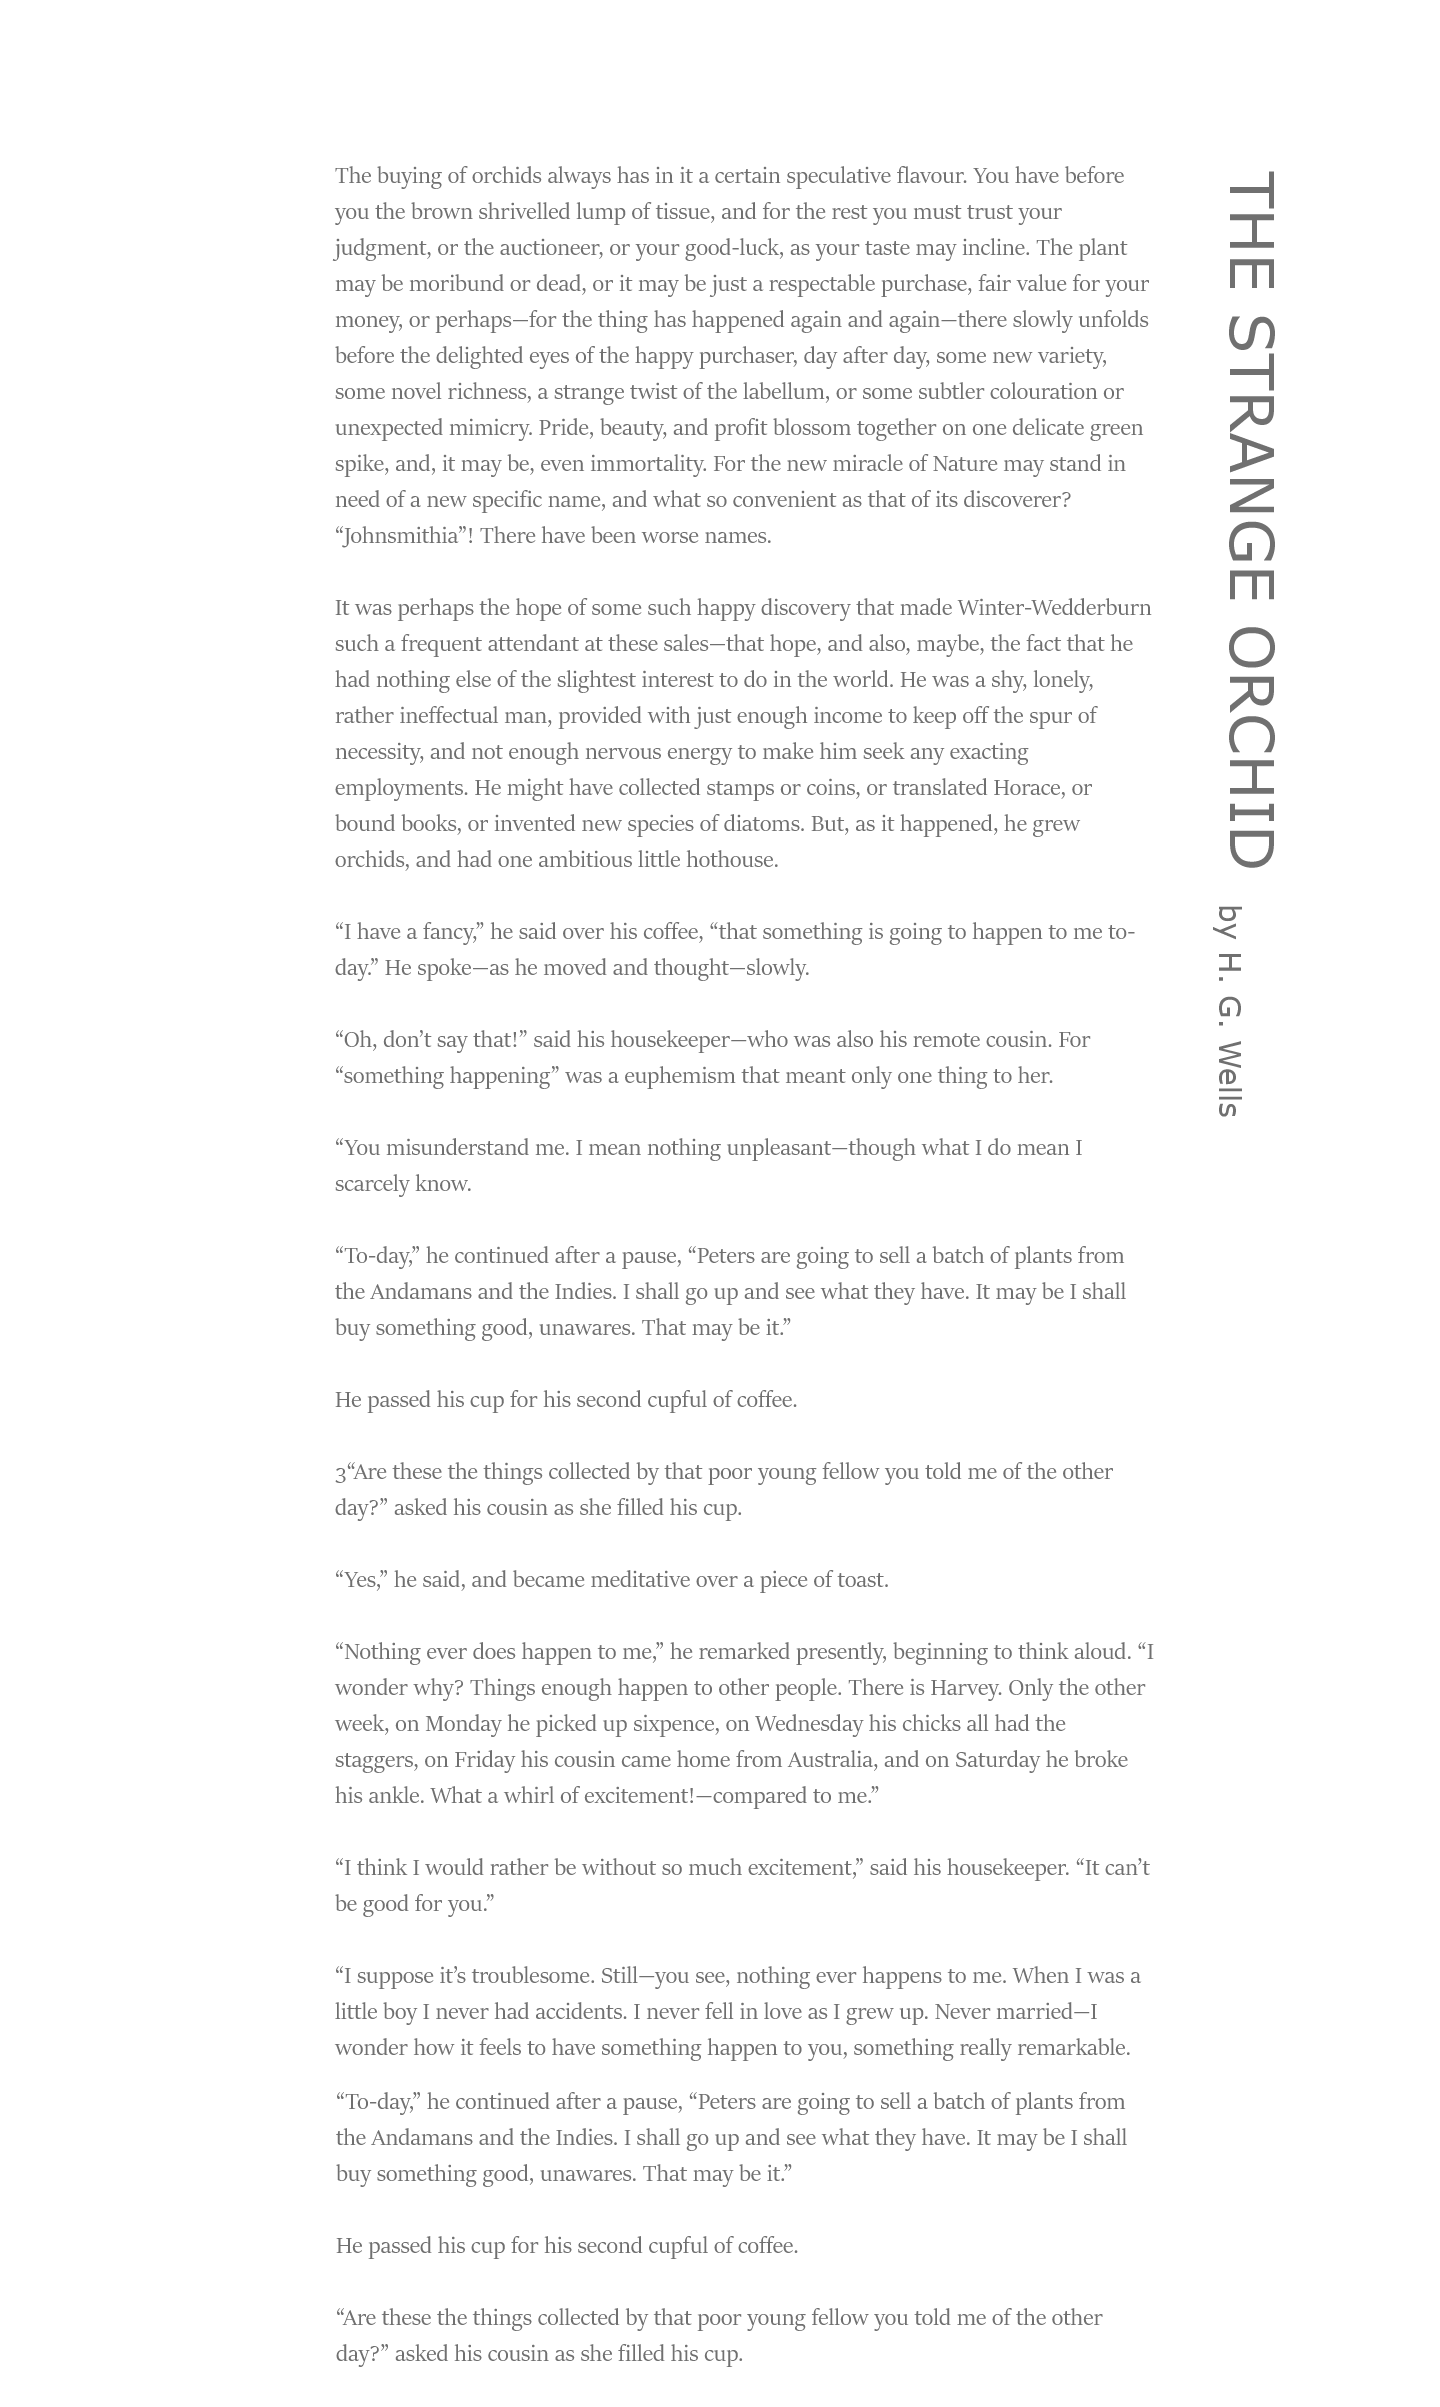 THE STRANGE ORCHID
by H. G. Wells
The buying of orchids always has in it a certain speculative flavour. You have before
you the brown shrivelled lump of tissue, and for the rest you must trust your
judgment, or the auctioneer, or your good-luck, as your taste may incline. The plant
may be moribund or dead, or it may be just a respectable purchase, fair value for your
money, or perhaps—for the thing has happened again and again—there slowly unfolds
before the delighted eyes of the happy purchaser, day after day, some new variety,
some novel richness, a strange twist of the labellum, or some subtler colouration or
unexpected mimicry. Pride, beauty, and profit blossom together on one delicate green
spike, and, it may be, even immortality. For the new miracle of Nature may stand in
need of a new specific name, and what so convenient as that of its discoverer?
“Johnsmithia”! There have been worse names.
It was perhaps the hope of some such happy discovery that made Winter-Wedderburn
such a frequent attendant at these sales—that hope, and also, maybe, the fact that he
had nothing else of the slightest interest to do in the world. He was a shy, lonely,
rather ineffectual man, provided with just enough income to keep off the spur of
necessity, and not enough nervous energy to make him seek any exacting
employments. He might have collected stamps or coins, or translated Horace, or
bound books, or invented new species of diatoms. But, as it happened, he grew
orchids, and had one ambitious little hothouse.
“I have a fancy,” he said over his coffee, “that something is going to happen to me to-
day.” He spoke—as he moved and thought—slowly.
“Oh, don’t say that!” said his housekeeper—who was also his remote cousin. For
“something happening” was a euphemism that meant only one thing to her.
“You misunderstand me. I mean nothing unpleasant—though what I do mean I
scarcely know.
“To-day,” he continued after a pause, “Peters are going to sell a batch of plants from
the Andamans and the Indies. I shall go up and see what they have. It may be I shall
buy something good, unawares. That may be it.”
He passed his cup for his second cupful of coffee.
3“Are these the things collected by that poor young fellow you told me of the other
day?” asked his cousin as she filled his cup.
“Yes,” he said, and became meditative over a piece of toast.
“Nothing ever does happen to me,” he remarked presently, beginning to think aloud. “I
wonder why? Things enough happen to other people. There is Harvey. Only the other
week, on Monday he picked up sixpence, on Wednesday his chicks all had the
staggers, on Friday his cousin came home from Australia, and on Saturday he broke
his ankle. What a whirl of excitement!—compared to me.”
“I think I would rather be without so much excitement,” said his housekeeper. “It can’t
be good for you.”
“I suppose it’s troublesome. Still—you see, nothing ever happens to me. When I was a
little boy I never had accidents. I never fell in love as I grew up. Never married—I
wonder how it feels to have something happen to you, something really remarkable.
“To-day,” he continued after a pause, “Peters are going to sell a batch of plants from
the Andamans and the Indies. I shall go up and see what they have. It may be I shall
buy something good, unawares. That may be it.”
He passed his cup for his second cupful of coffee.
“Are these the things collected by that poor young fellow you told me of the other
day?” asked his cousin as she filled his cup.